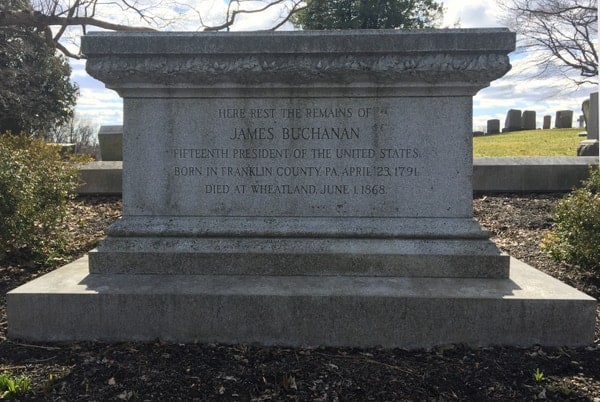 HERE REST THE REMAINS OF
JAMES BUCHANAN
FIFTEENTH PRESIDENT OF THE UNITED STATES.
BORN IN FRANKLIN COUNTY PA. APRIL 23, 1791.
DIED AT WHEATLAND, JUNE 1, 1868.